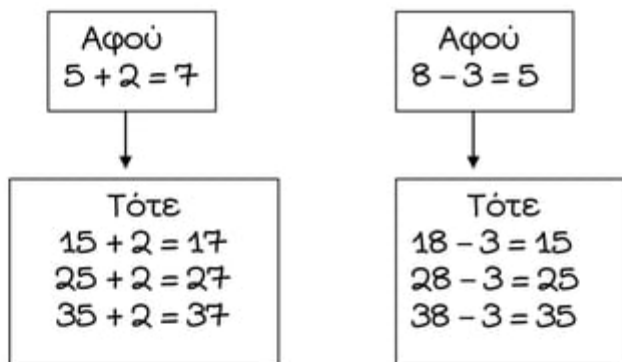 Αφού
5 + 2 = 7
Τότε
15 + 2 = 17
25 + 2 = 27
35 + 2 = 37
Αφού
8 – 3 = 5
Τότε
18 – 3 = 15
28 – 3 = 25
38 – 3 = 35